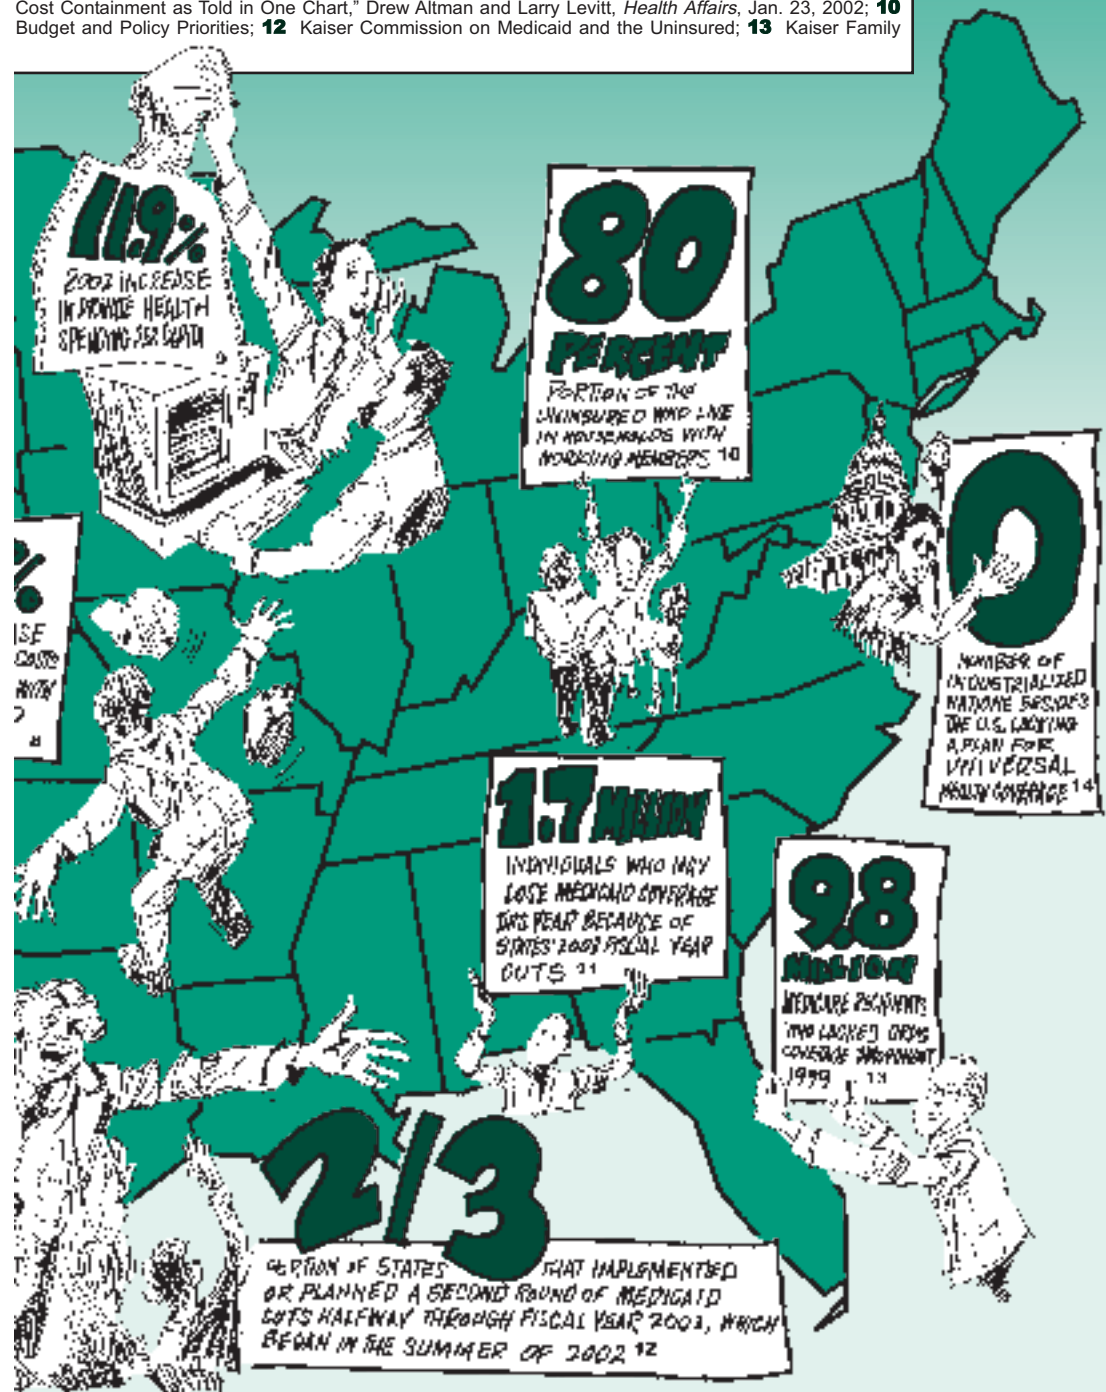 Cost Containment as Told in One Chart,” Drew Altman and Larry Levitt, Health Affairs, Jan. 23, 2002; 10
Budget and Policy Priorities; 12 Kaiser Commission on Medicaid and the Uninsured; 13 Kaiser Family
11.9%
2002 INCREASE
IN PRIVATE HEALTH
SPENDING PER CAPITA
80
PERCENT
PORTION OF THE
UNINSURED WHO LIVE
IN HOUSEHOLDS WITH
WORKING MEMBERS 10
%
COSTS
WITH
8
0
NUMBER OF
INDUSTRIALIZED
NATIONS BESIDES
THE U.S. LACKING
A PLAN FOR
UNIVERSAL
HEALTH COVERAGE 14
1.7 MILLION
INDIVIDUALS WHO MAY
LOSE MEDICAID COVERAGE
THIS YEAR BECAUSE OF
STATES' 2003 FISCAL YEAR
CUTS 11
9.8
MILLION
MEDICARE RECIPIENTS
WHO LACKED DRUG
COVERAGE THROUGHOUT
1999 13
2/3
PORTION OF STATES THAT IMPLEMENTED
OR PLANNED A SECOND ROUND OF MEDICAID
CUTS HALFWAY THROUGH FISCAL YEAR 2003, WHICH
BEGAN IN THE SUMMER OF 2002 12